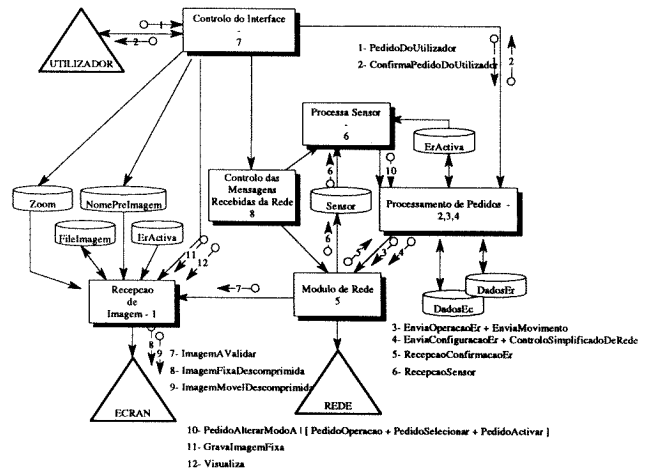 Controlo do Interface
-
7
1
2
UTILIZADOR
1- PedidoDoUtilizador
2- ConfirmaPedidoDoUtilizador
1
2
Processa Sensor
-
6
ErActiva
Controlo das
Mensagens
Recebidas da Rede
8
6
10
Zoom
NomePreImagem
Sensor
Processamento de Pedidos -
2,3,4
FileImagem
ErActiva
11
12
6
5
3
4
Recepcao
de
Imagem - 1
7
Modulo de Rede
5
DadosEr
DadosEc
8
9
ECRAN
REDE
3- EnviaOperacaoEr + EnviaMovimento
4- EnviaConfiguracaoEr + ControloSimplificadoDeRede
5- RecepcaoConfirmacaoEr
6- RecepcaoSensor
7- ImagemAValidar
8- ImagemFixaDescomprimida
9- ImagemMovelDescomprimida
10- PedidoAlterarModoA | [ PedidoOperacao + PedidoSelecionar + PedidoActivar ]
11- GravaImagemFixa
12- Visualiza